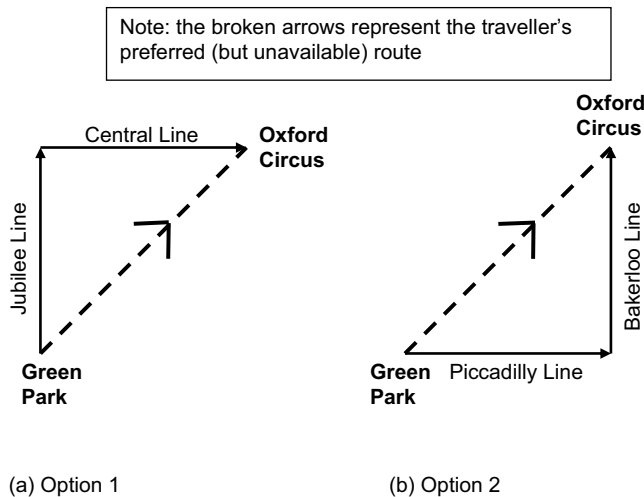 Note: the broken arrows represent the traveller’s
preferred (but unavailable) route
Central Line
Oxford
Circus
Jubilee Line
Green
Park
(a) Option 1
Oxford
Circus
Bakerloo Line
Green
Park
Piccadilly Line
(b) Option 2